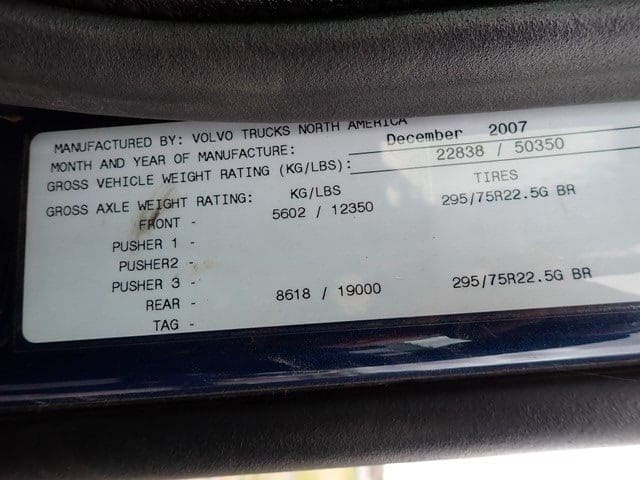 MANUFACTURED BY: VOLVO TRUCKS NORTH AMERICA
MONTH AND YEAR OF MANUFACTURE: December 2007
GROSS VEHICLE WEIGHT RATING (KG/LBS): 22838 / 50350
GROSS AXLE WEIGHT RATING: KG/LBS TIRES
FRONT - 5602 / 12350 295/75R22.5G BR
PUSHER 1 -
PUSHER2 -
PUSHER 3 -
REAR - 8618 / 19000 295/75R22.5G BR
TAG -